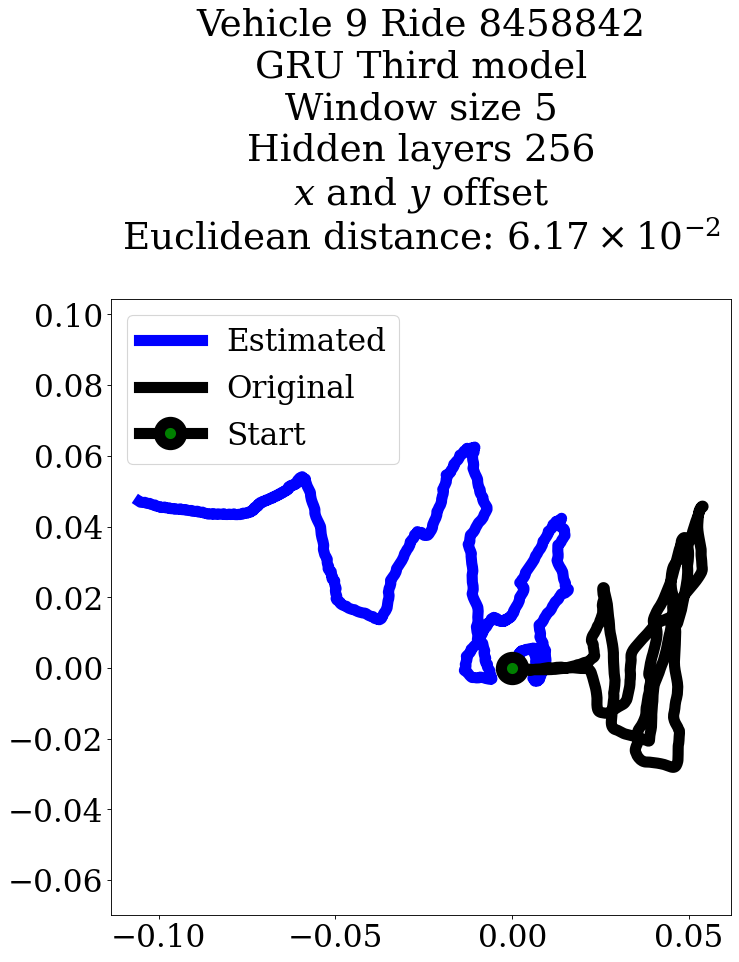 Vehicle 9 Ride 8458842
GRU Third model
Window size 5
Hidden layers 256
x and y offset
Euclidean distance: 6.17 × 10⁻²
Estimated
Original
Start
0.10
0.08
0.06
0.04
0.02
0.00
−0.02
−0.04
−0.06
−0.10 −0.05 0.00 0.05